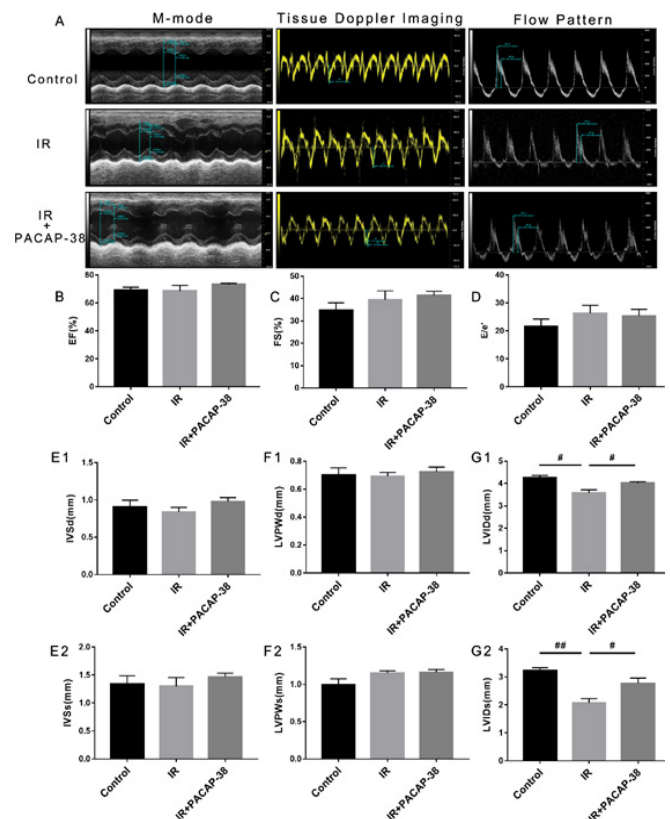 A M-mode Tissue Doppler Imaging Flow Pattern
Control
IR
IR
+
PACAP-38
B
EF(%)
80
60
40
20
0
Control
IR
IR+PACAP-38
C
FS(%)
50
40
30
20
10
0
Control
IR
IR+PACAP-38
D
E/e'
40
30
20
10
0
Control
IR
IR+PACAP-38
E1
IVSd(mm)
1.5
1.0
0.5
0.0
Control
IR
IR+PACAP-38
F1
LVPWd(mm)
0.8
0.6
0.4
0.2
0.0
Control
IR
IR+PACAP-38
G1
LVIDd(mm)
5
4
3
2
1
0
# #
Control
IR
IR+PACAP-38
E2
IVSs(mm)
2.0
1.5
1.0
0.5
0.0
Control
IR
IR+PACAP-38
F2
LVPWs(mm)
1.5
1.0
0.5
0.0
Control
IR
IR+PACAP-38
G2
LVIDs(mm)
4
3
2
1
0
## #
Control
IR
IR+PACAP-38